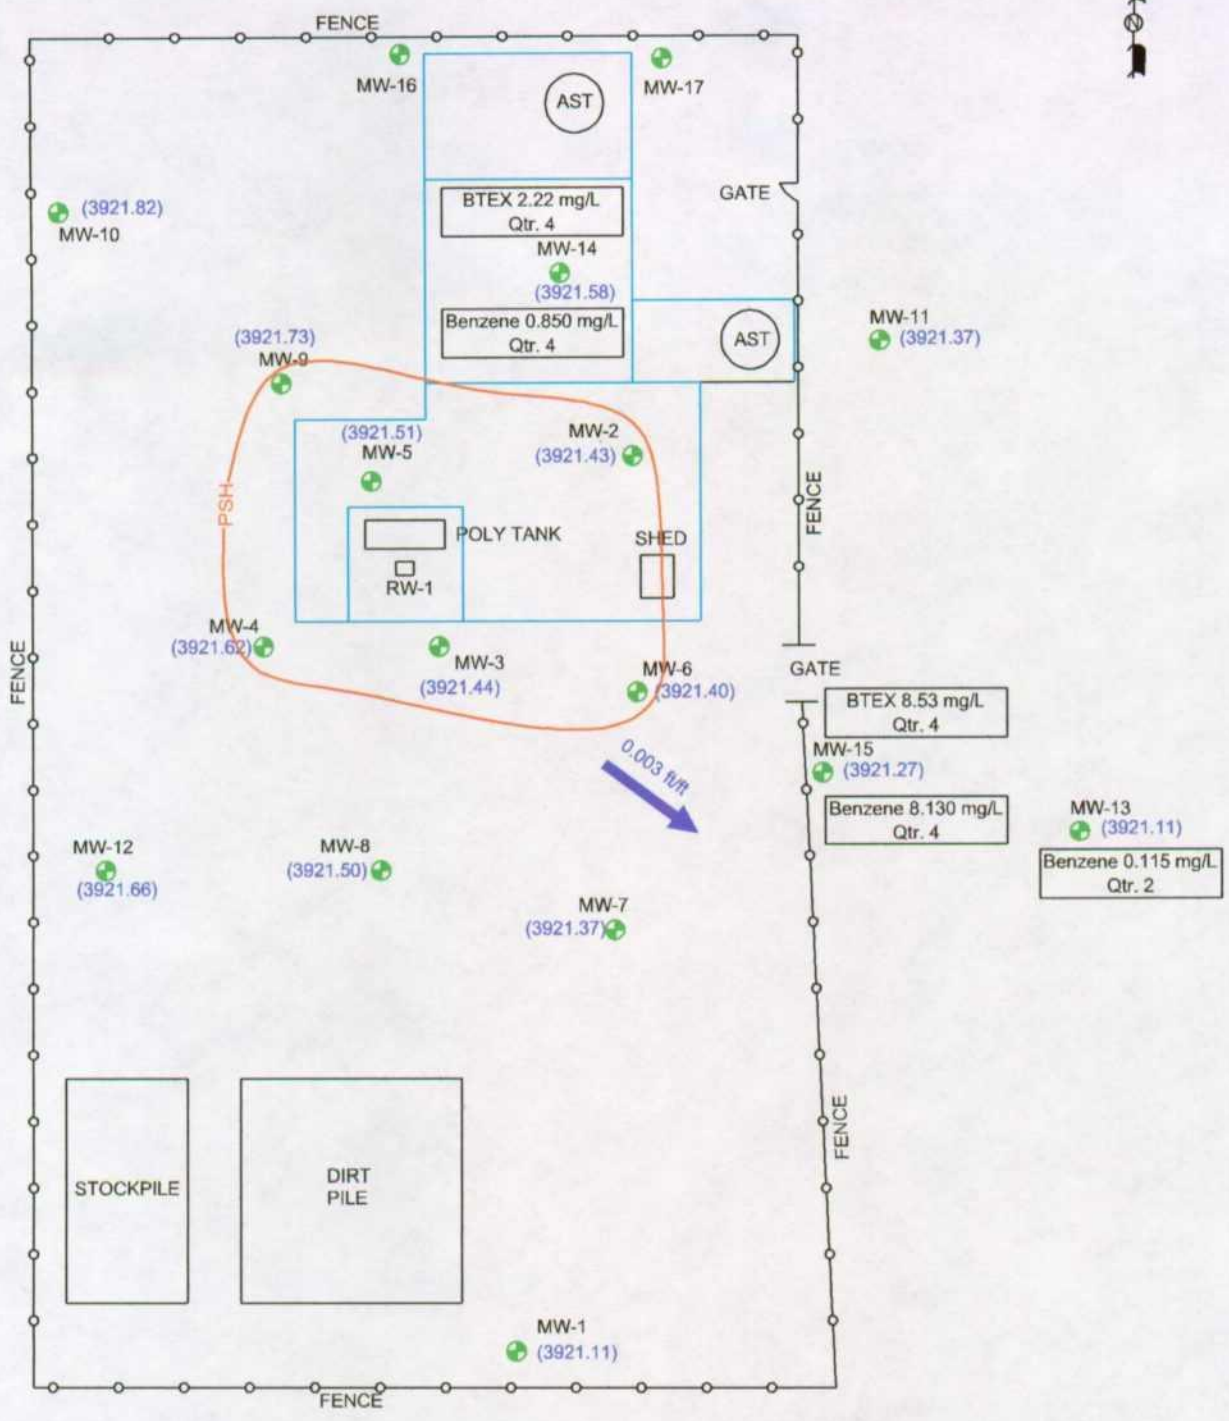 FENCE
MW-16
AST
MW-17
(3921.82)
MW-10
BTEX 2.22 mg/L
Qtr. 4
GATE
MW-14
(3921.58)
Benzene 0.850 mg/L
Qtr. 4
AST
MW-11
(3921.37)
(3921.73)
MW-9
(3921.51)
MW-5
MW-2
(3921.43)
PSH
FENCE
POLY TANK
SHED
RW-1
MW-4
(3921.62)
MW-3
(3921.44)
MW-6
(3921.40)
GATE
FENCE
BTEX 8.53 mg/L
Qtr. 4
MW-15
(3921.27)
0.003 ft/ft
Benzene 8.130 mg/L
Qtr. 4
MW-13
(3921.11)
Benzene 0.115 mg/L
Qtr. 2
MW-12
(3921.66)
MW-8
(3921.50)
MW-7
(3921.37)
FENCE
STOCKPILE
DIRT
PILE
MW-1
(3921.11)
FENCE